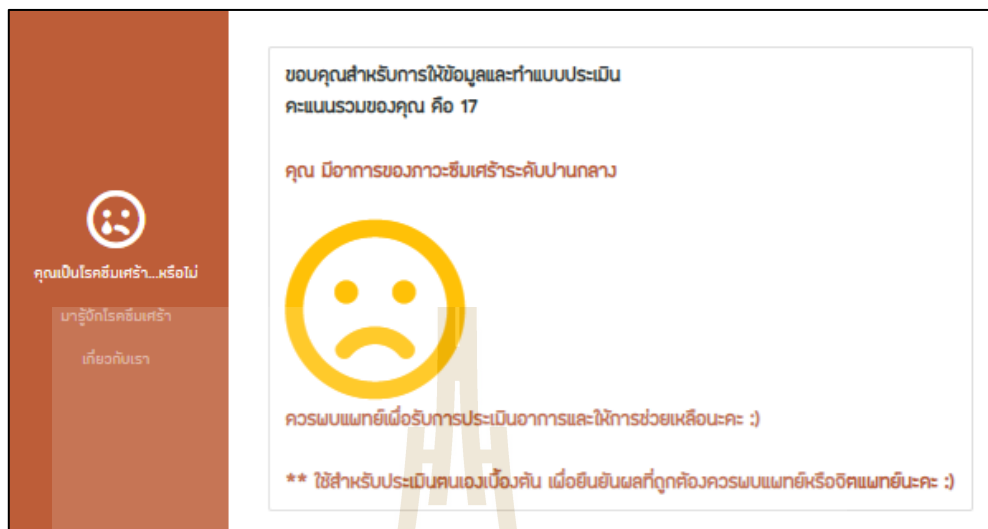 คุณเป็นโรคซึมเศร้า...หรือไม่
มารู้จักโรคซึมเศร้า
เกี่ยวกับเรา
ขอบคุณสำหรับการให้ข้อมูลและทำแบบประเมิน
คะแนนรวมของคุณ คือ 17
คุณ มีอาการของภาวะซึมเศร้าระดับปานกลาง
ควรพบแพทย์เพื่อรับการประเมินอาการและให้การช่วยเหลือนะคะ :)
** ใช้สำหรับประเมินตนเองเบื้องต้น เพื่อยืนยันผลที่ถูกต้องควรพบแพทย์หรือจิตแพทย์นะคะ :)